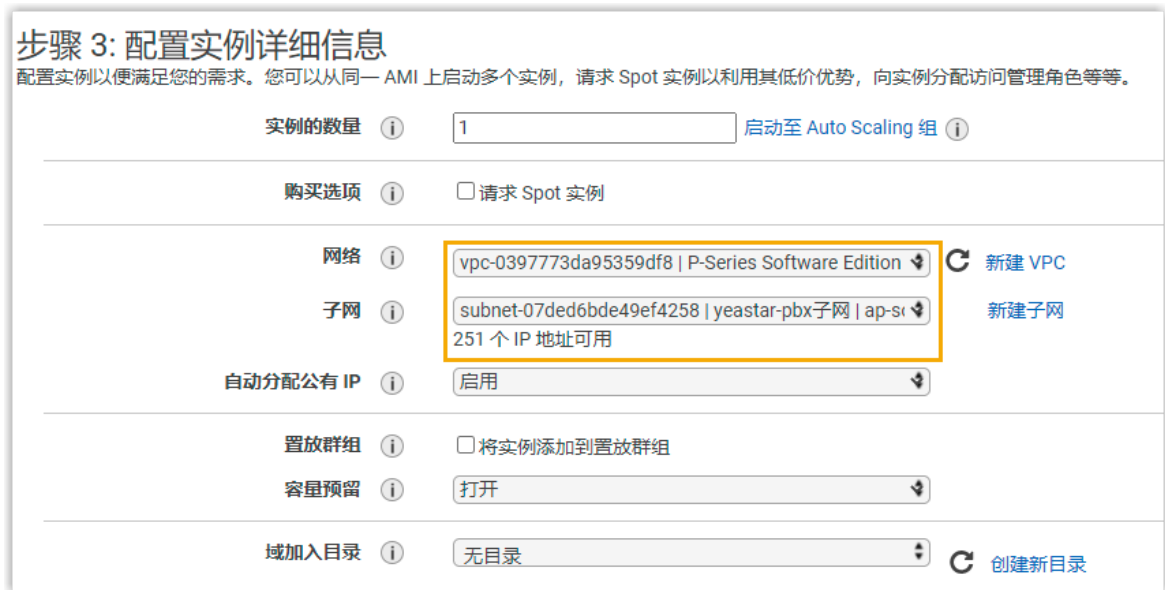 步骤 3: 配置实例详细信息
配置实例以便满足您的需求。您可以从同一 AMI 上启动多个实例，请求 Spot 实例以利用其低价优势，向实例分配访问管理角色等等。
实例的数量 i 1 启动至 Auto Scaling 组 i
购买选项 i 请求 Spot 实例
网络 i vpc-0397773da95359df8 | P-Series Software Edition 新建 VPC
子网 i subnet-07ded6bde49ef4258 | yeastar-pbx子网 | ap-s 新建子网
251 个 IP 地址可用
自动分配公有 IP i 启用
置放群组 i 将实例添加到置放群组
容量预留 i 打开
域加入目录 i 无目录 创建新目录